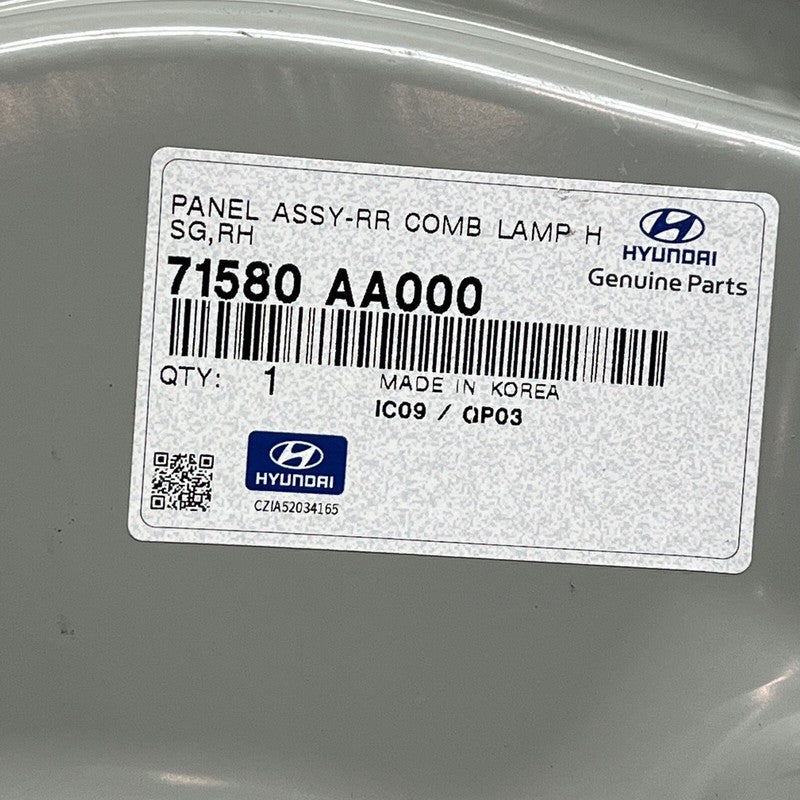 PANEL ASSY-RR COMB LAMP H
SG,RH
HYUNDAI
Genuine Parts
71580 AA000
QTY: 1
MADE IN KOREA
IC09 / QP03
HYUNDAI
CZIA52034165